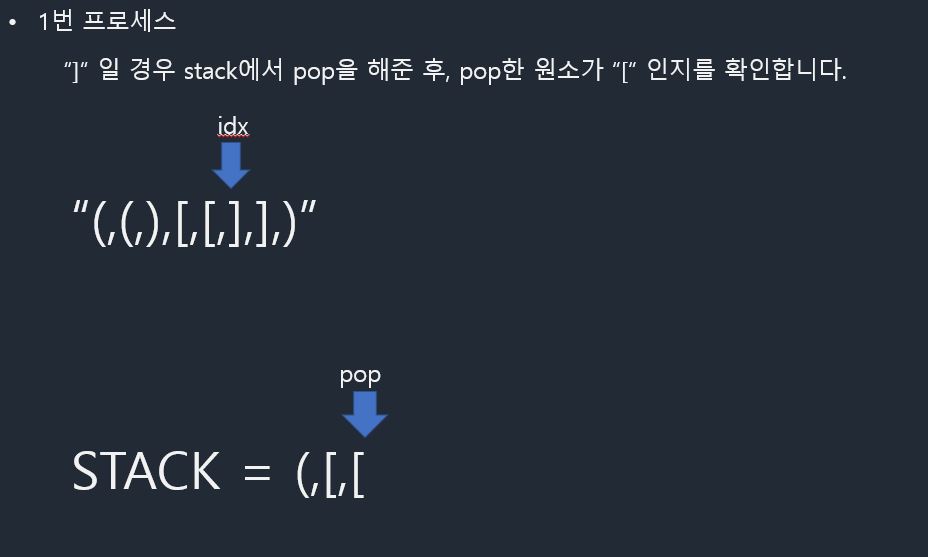 • 1번 프로세스
“]“ 일 경우 stack에서 pop을 해준 후, pop한 원소가 “[“ 인지를 확인합니다.
idx
“(,(,),[,[,],],)”
pop
STACK = (,[,[